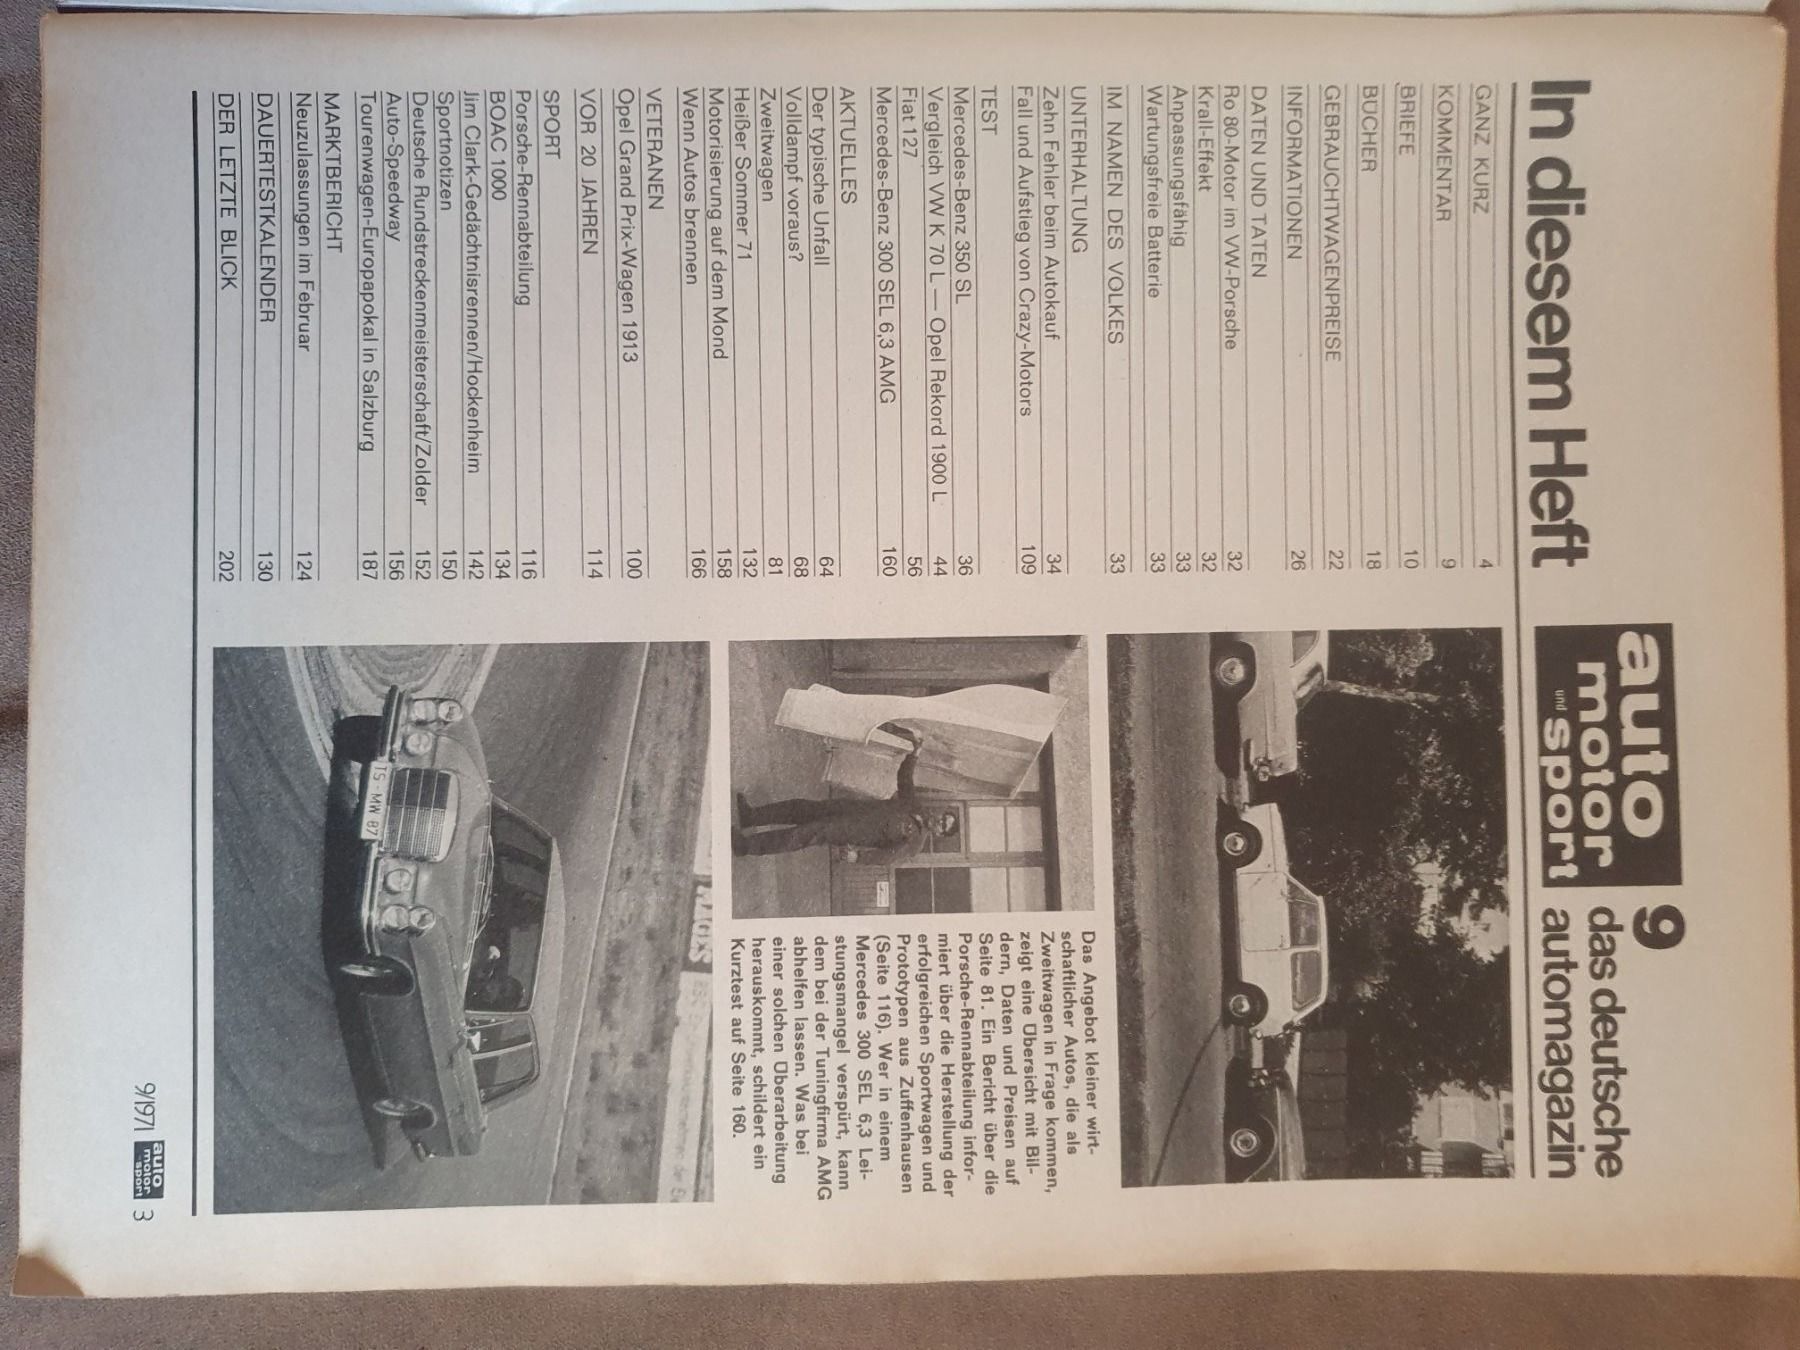 In diesem Heft
auto
motor
und sport
9
das deutsche
automagazin
GANZ KURZ 4
KOMMENTAR 9
BRIEFE 10
BÜCHER 18
GEBRAUCHTWAGENPREISE 22
INFORMATIONEN 26
DATEN UND TATEN
Ro 80-Motor im VW-Porsche 32
Krall-Effekt 32
Anpassungsfähig 33
Wartungsfreie Batterie 33
IM NAMEN DES VOLKES 33
UNTERHALTUNG
Zehn Fehler beim Autokauf 34
Fall und Aufstieg von Crazy-Motors 109
TEST
Mercedes-Benz 350 SL 36
Vergleich VW K 70 L — Opel Rekord 1900 L 44
Fiat 127 56
Mercedes-Benz 300 SEL 6,3 AMG 160
AKTUELLES
Der typische Unfall 64
Volldampf voraus? 68
Zweitwagen 81
Heißer Sommer 71 132
Motorisierung auf dem Mond 158
Wenn Autos brennen 166
VETERANEN
Opel Grand Prix-Wagen 1913 100
VOR 20 JAHREN 114
SPORT
Porsche-Rennabteilung 116
BOAC 1000 134
Jim Clark-Gedächtnisrennen/Hockenheim 142
Sportnotizen 150
Deutsche Rundstreckenmeisterschaft/Zolder 152
Auto-Speedway 156
Tourenwagen-Europapokal in Salzburg 187
MARKTBERICHT
Neuzulassungen im Februar 124
DAUERTESTKALENDER 130
DER LETZTE BLICK 202
Das Angebot kleiner wirt-
schaftlicher Autos, die als
Zweitwagen in Frage kommen,
zeigt eine Übersicht mit Bil-
dern, Daten und Preisen auf
Seite 81. Ein Bericht über die
Porsche-Rennabteilung infor-
miert über die Herstellung der
erfolgreichen Sportwagen und
Prototypen aus Zuffenhausen
(Seite 116). Wer in einem
Mercedes 300 SEL 6,3 Lei-
stungsmangel verspürt, kann
dem bei der Tuningfirma AMG
abhelfen lassen. Was bei
einer solchen Überarbeitung
herauskommt, schildert ein
Kurztest auf Seite 160.
TS-MW 87
9/1971 auto
motor
sport 3